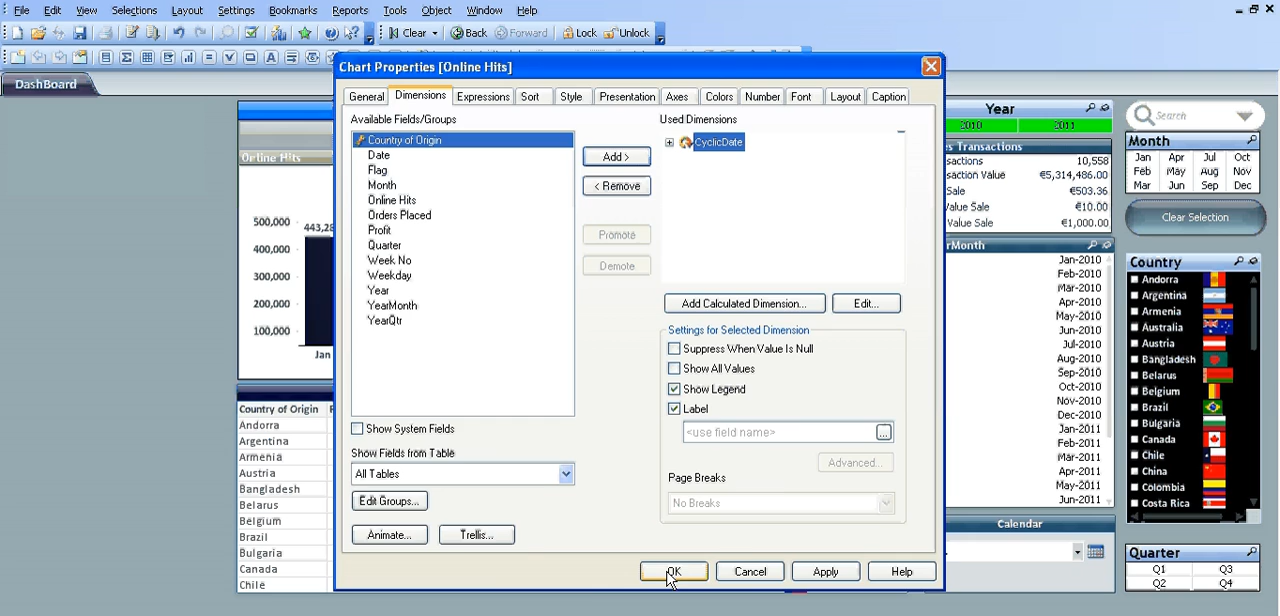 File Edit View Selections Layout Settings Bookmarks Reports Tools Object Window Help
Clear Back Forward Lock Unlock
DashBoard
Chart Properties [Online Hits]
General Dimensions Expressions Sort Style Presentation Axes Colors Number Font Layout Caption
Available Fields/Groups
Country of Origin
Date
Flag
Month
Online Hits
Orders Placed
Profit
Quarter
Week No
Weekday
Year
YearMonth
YearQtr
Add >
< Remove
Promote
Demote
Used Dimensions
CyclicDate
Add Calculated Dimension...
Edit...
Settings for Selected Dimension
Suppress When Value Is Null
Show All Values
Show Legend
Label
<use field name>
...
Advanced...
Page Breaks
No Breaks
Show System Fields
Show Fields from Table
All Tables
Edit Groups...
Animate...
Trellis...
OK
Cancel
Apply
Help
Online Hits
500,000
443,28
400,000
300,000
200,000
100,000
Jan
Country of Origin
Andorra
Argentina
Armenia
Austria
Bangladesh
Belarus
Belgium
Brazil
Bulgaria
Canada
Chile
Year
2010 2011
s Transactions
sactions 10,558
saction Value €5,314,486.00
Sale €503.36
Value Sale €10.00
Value Sale €1,000.00
rMonth
Jan-2010
Feb-2010
Mar-2010
Apr-2010
May-2010
Jun-2010
Jul-2010
Aug-2010
Sep-2010
Oct-2010
Nov-2010
Dec-2010
Jan-2011
Feb-2011
Mar-2011
Apr-2011
May-2011
Jun-2011
Calendar
Search
Month
Jan Apr Jul Oct
Feb May Aug Nov
Mar Jun Sep Dec
Clear Selection
Country
Andorra
Argentina
Armenia
Australia
Austria
Bangladesh
Belarus
Belgium
Brazil
Bulgaria
Canada
Chile
China
Colombia
Costa Rica
Quarter
Q1 Q3
Q2 Q4